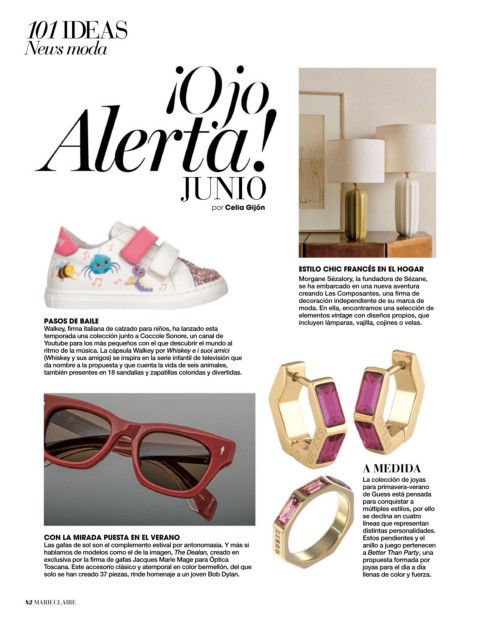 101 IDEAS
News moda
¡Ojo
Alerta!
JUNIO
por Celia Gijón
ESTILO CHIC FRANCÉS EN EL HOGAR
Morgane Sézalory, la fundadora de Sézane,
se ha embarcado en una nueva aventura
creando Les Composantes, una firma de
decoración independiente de su marca de
moda. En ella, encontramos una selección de
elementos vintage con diseños propios, que
incluyen lámparas, vajilla, cojines o velas.
PASOS DE BAILE
Walkey, firma italiana de calzado para niños, ha lanzado esta
temporada una colección junto a Coccole Sonore, un canal de
Youtube para los más pequeños con el que descubrir el mundo al
ritmo de la música. La cápsula Walkey por Whiskey e i suoi amici
(Whiskey y sus amigos) se inspira en la serie infantil de televisión que
da nombre a la propuesta y que cuenta la vida de seis animales,
también presentes en 18 sandalias y zapatillas coloridas y divertidas.
A MEDIDA
La colección de joyas
para primavera-verano
de Guess está pensada
para conquistar a
múltiples estilos, por ello
se declina en cuatro
líneas que representan
distintas personalidades.
Estos pendientes y el
anillo a juego pertenecen
a Better Than Party, una
propuesta formada por
joyas para el día a día
llenas de color y fuerza.
CON LA MIRADA PUESTA EN EL VERANO
Las gafas de sol son el complemento estival por antonomasia. Y más si
hablamos de modelos como el de la imagen, The Dealan, creado en
exclusiva por la firma de gafas Jacques Marie Mage para Óptica
Toscana. Este accesorio clásico y atemporal en color bermellón, del que
solo se han creado 37 piezas, rinde homenaje a un joven Bob Dylan.
82 MARIECLAIRE